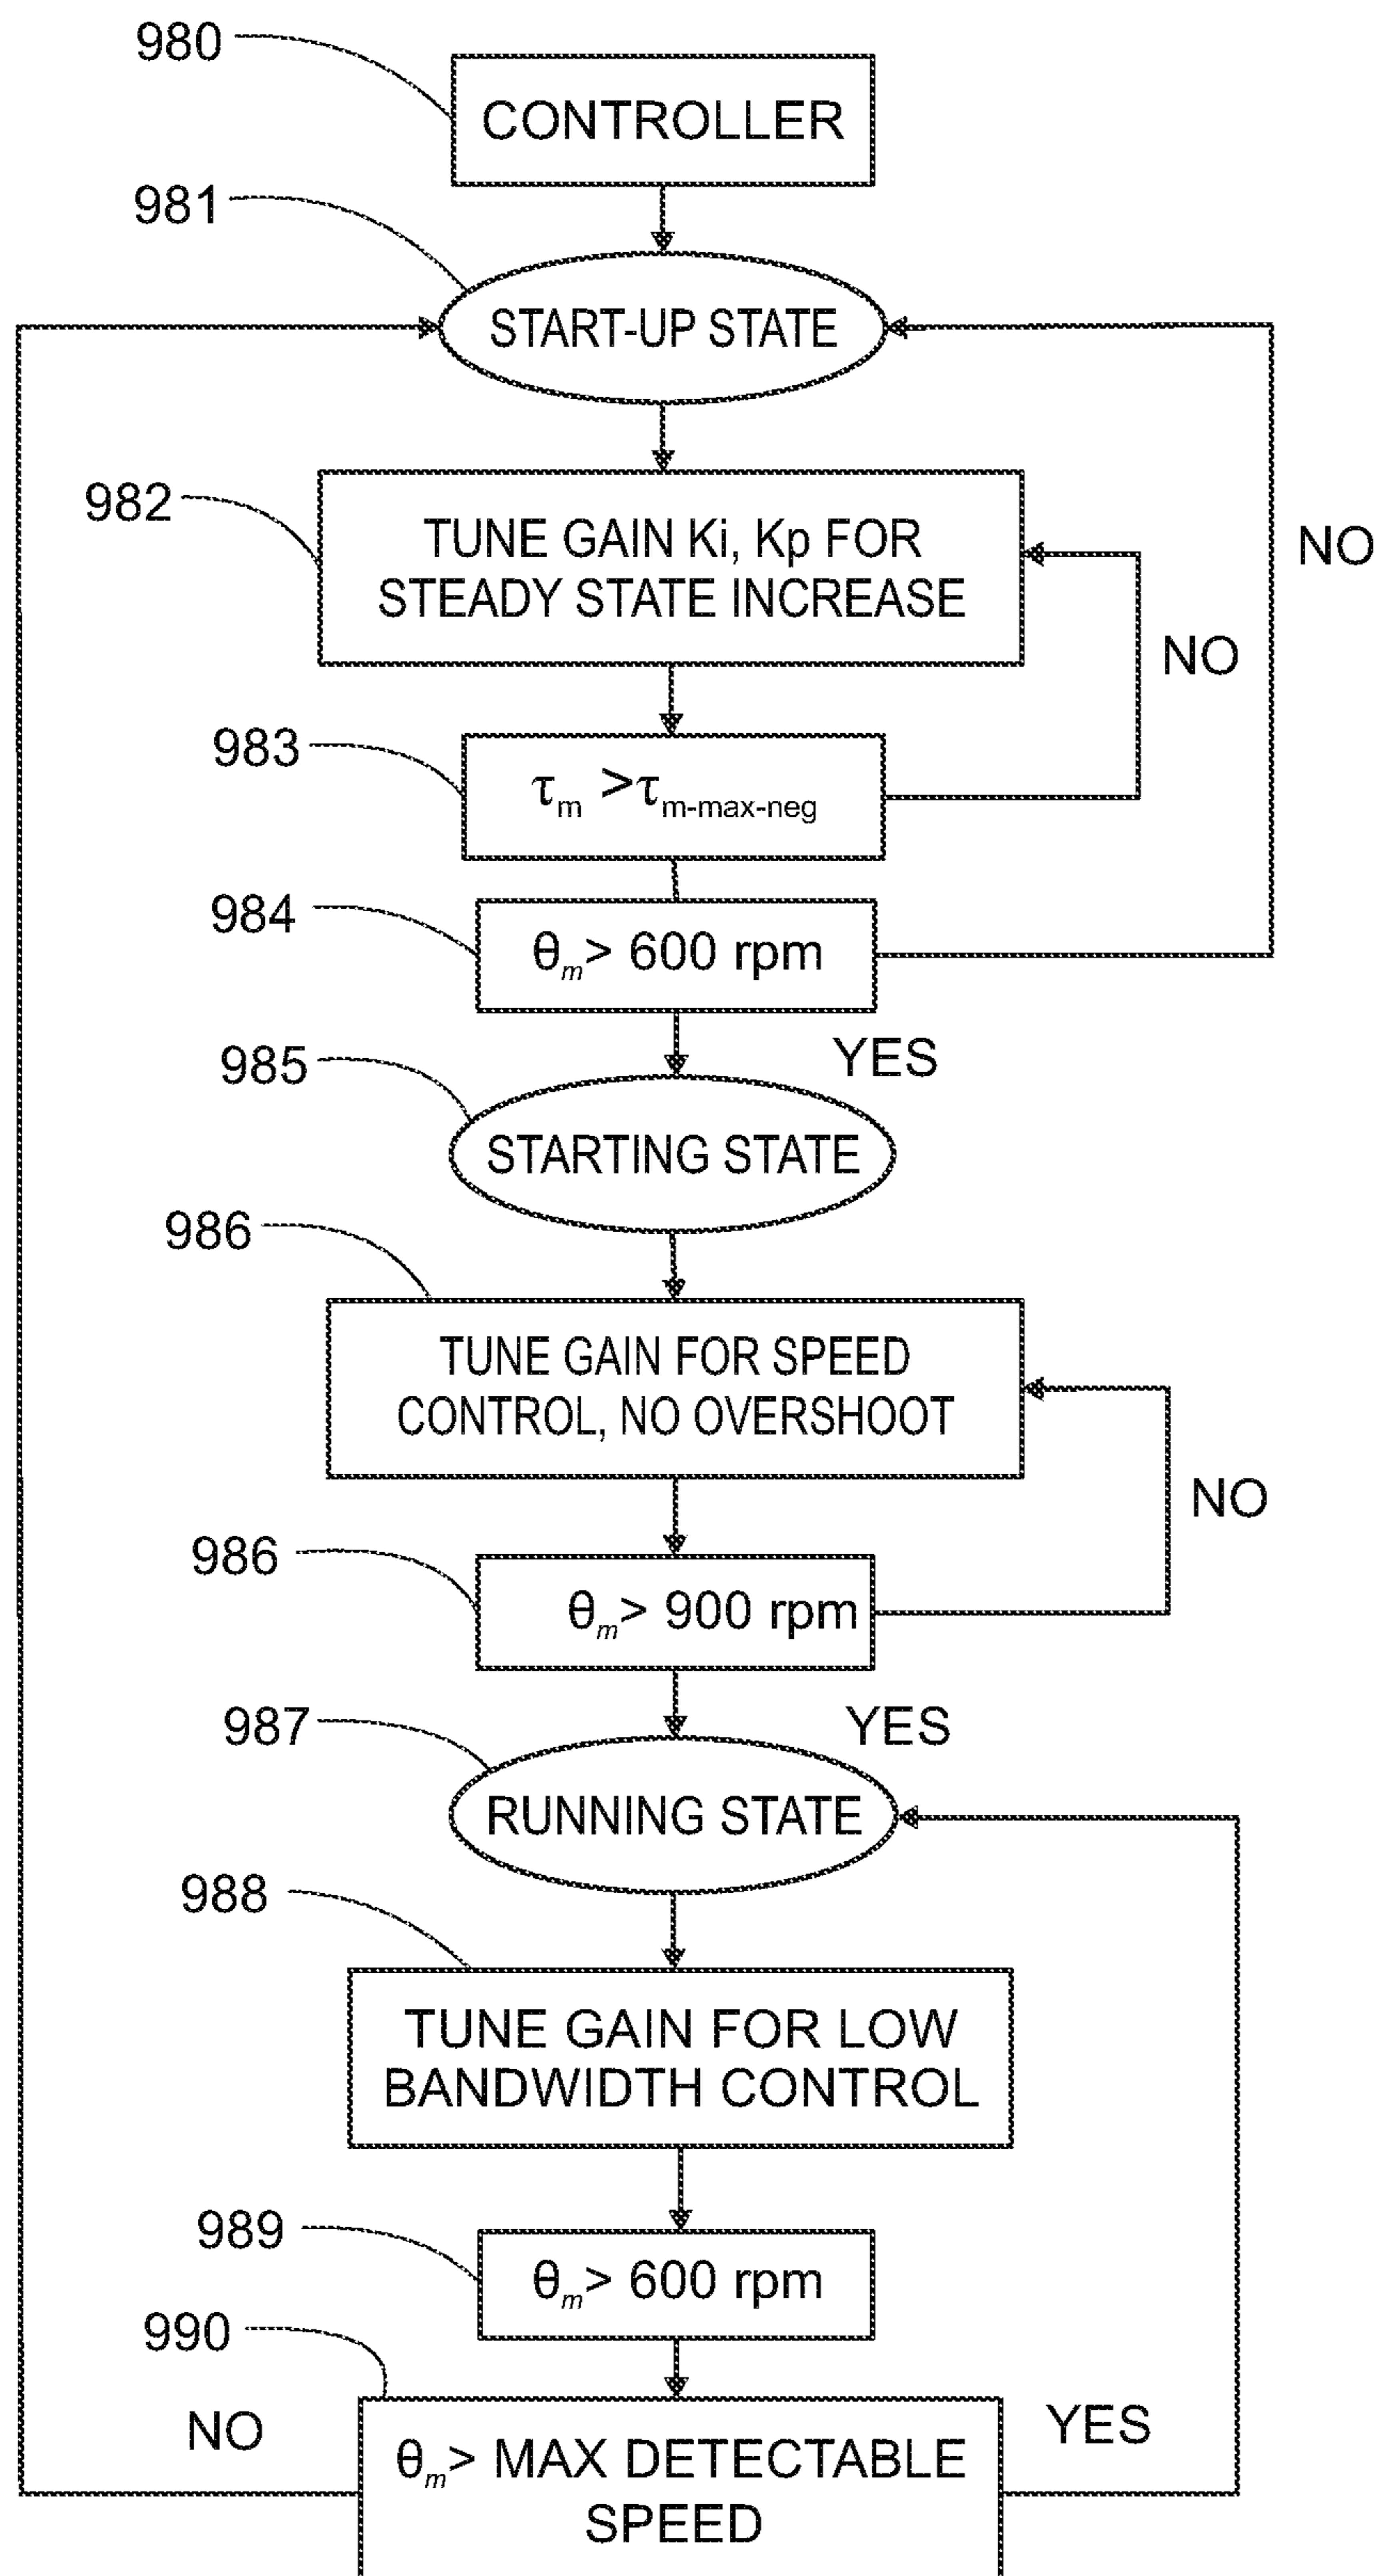 980
CONTROLLER
981
START-UP STATE
982
TUNE GAIN Ki, Kp FOR
STEADY STATE INCREASE
NO
NO
983
τm >τm-max-neg
984
θm> 600 rpm
YES
985
STARTING STATE
986
TUNE GAIN FOR SPEED
CONTROL, NO OVERSHOOT
NO
986
θm> 900 rpm
YES
987
RUNNING STATE
988
TUNE GAIN FOR LOW
BANDWIDTH CONTROL
989
θm> 600 rpm
990
NO
YES
θm> MAX DETECTABLE
SPEED